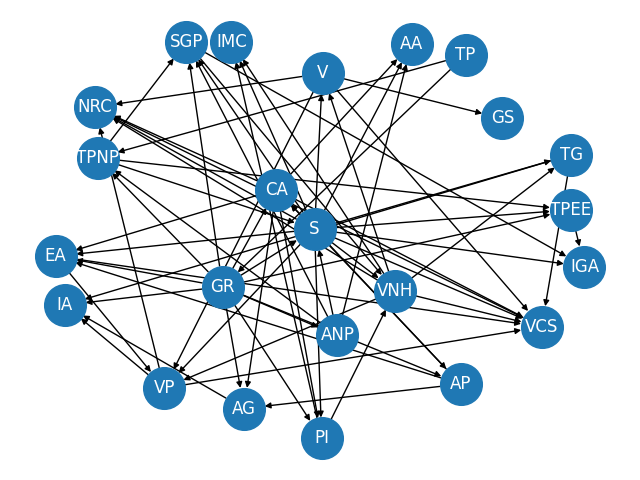 SGP
IMC
AA
TP
V
NRC
GS
TPNP
TG
CA
TPEE
S
EA
IGA
GR
VNH
IA
VCS
ANP
VP
AP
AG
PI